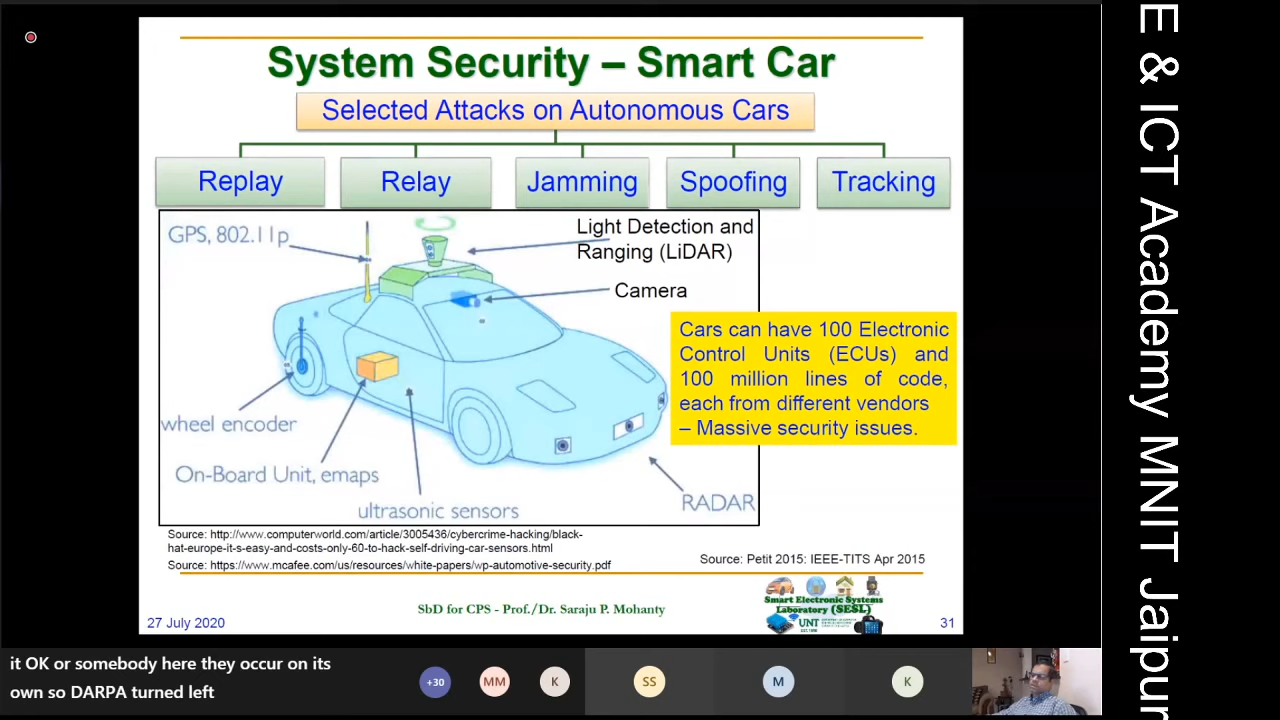 System Security – Smart Car
Selected Attacks on Autonomous Cars
Replay
Relay
Jamming
Spoofing
Tracking
GPS, 802.11p
Light Detection and
Ranging (LiDAR)
Camera
Cars can have 100 Electronic
Control Units (ECUs) and
100 million lines of code,
each from different vendors
– Massive security issues.
wheel encoder
On-Board Unit, emaps
ultrasonic sensors
RADAR
Source: http://www.computerworld.com/article/3005436/cybercrime-hacking/black-
hat-europe-it-s-easy-and-costs-only-60-to-hack-self-driving-car-sensors.html
Source: https://www.mcafee.com/us/resources/white-papers/wp-automotive-security.pdf
Source: Petit 2015: IEEE-TITS Apr 2015
27 July 2020
SbD for CPS - Prof./Dr. Saraju P. Mohanty
Smart Electronic Systems
Laboratory (SESL)
UNT
31
it OK or somebody here they occur on its
own so DARPA turned left
+30
MM
K
SS
M
K
E & ICT Academy MNIT Jaipur